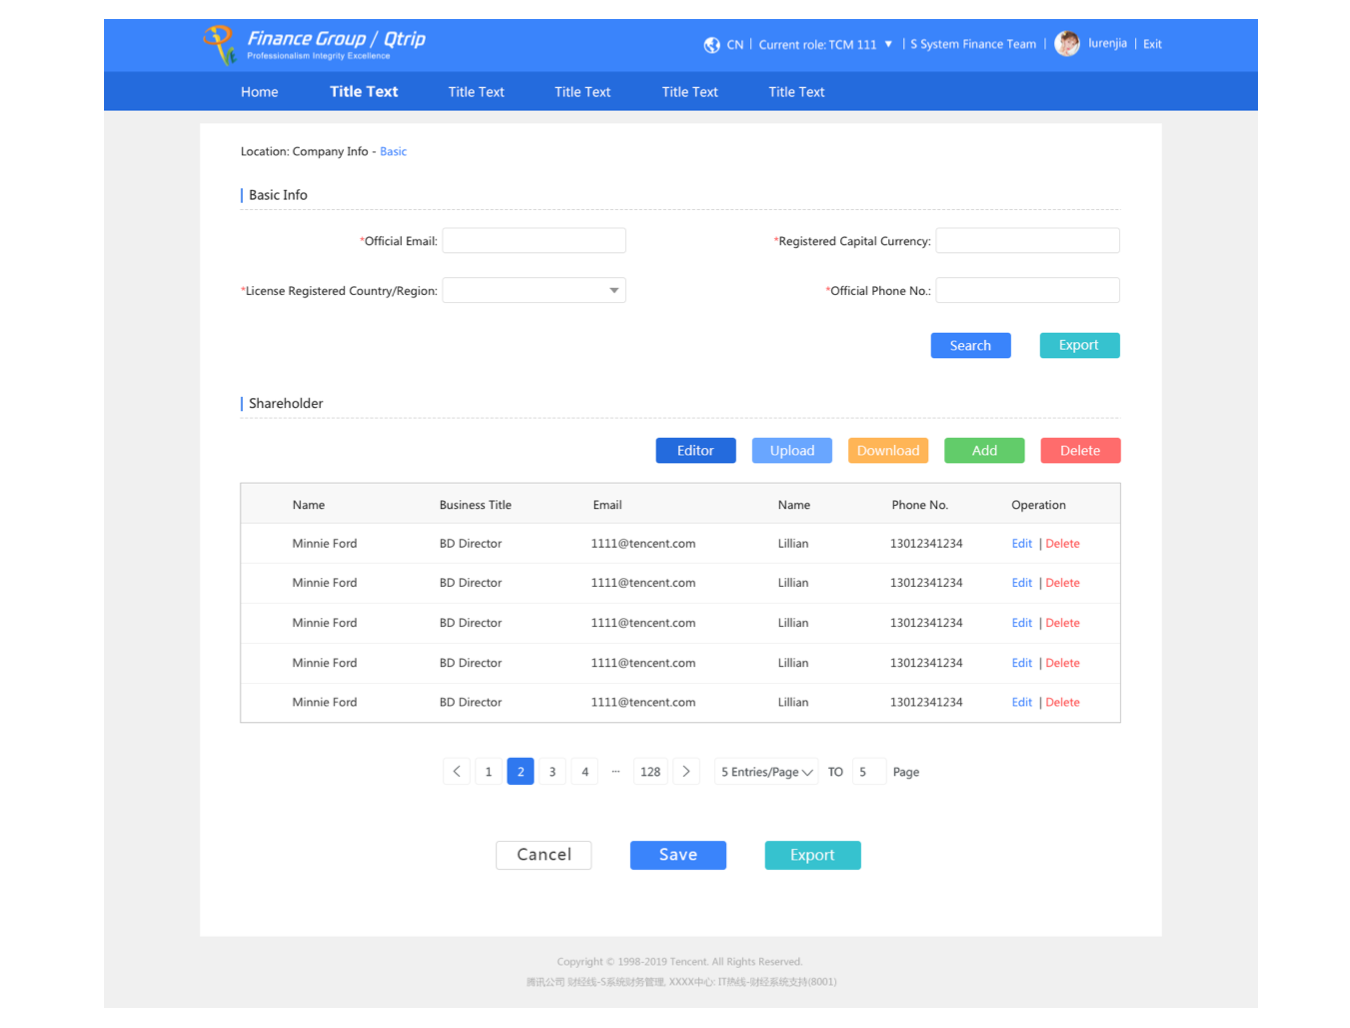 Finance Group / Qtrip
Professionalism Integrity Excellence
CN | Current role: TCM 111 ▼ | S System Finance Team | lurenjia | Exit
Home Title Text Title Text Title Text Title Text Title Text
Location: Company Info - Basic
Basic Info
*Official Email: *Registered Capital Currency:
*License Registered Country/Region: *Official Phone No.:
Search Export
Shareholder
Editor Upload Download Add Delete
Name Business Title Email Name Phone No. Operation
Minnie Ford BD Director 1111@tencent.com Lillian 13012341234 Edit | Delete
Minnie Ford BD Director 1111@tencent.com Lillian 13012341234 Edit | Delete
Minnie Ford BD Director 1111@tencent.com Lillian 13012341234 Edit | Delete
Minnie Ford BD Director 1111@tencent.com Lillian 13012341234 Edit | Delete
Minnie Ford BD Director 1111@tencent.com Lillian 13012341234 Edit | Delete
< 1 2 3 4 ··· 128 > 5 Entries/Page TO 5 Page
Cancel Save Export
Copyright © 1998-2019 Tencent. All Rights Reserved.
腾讯公司 财经线-S系统财务管理, XXXX中心: IT热线-财经系统支持(8001)